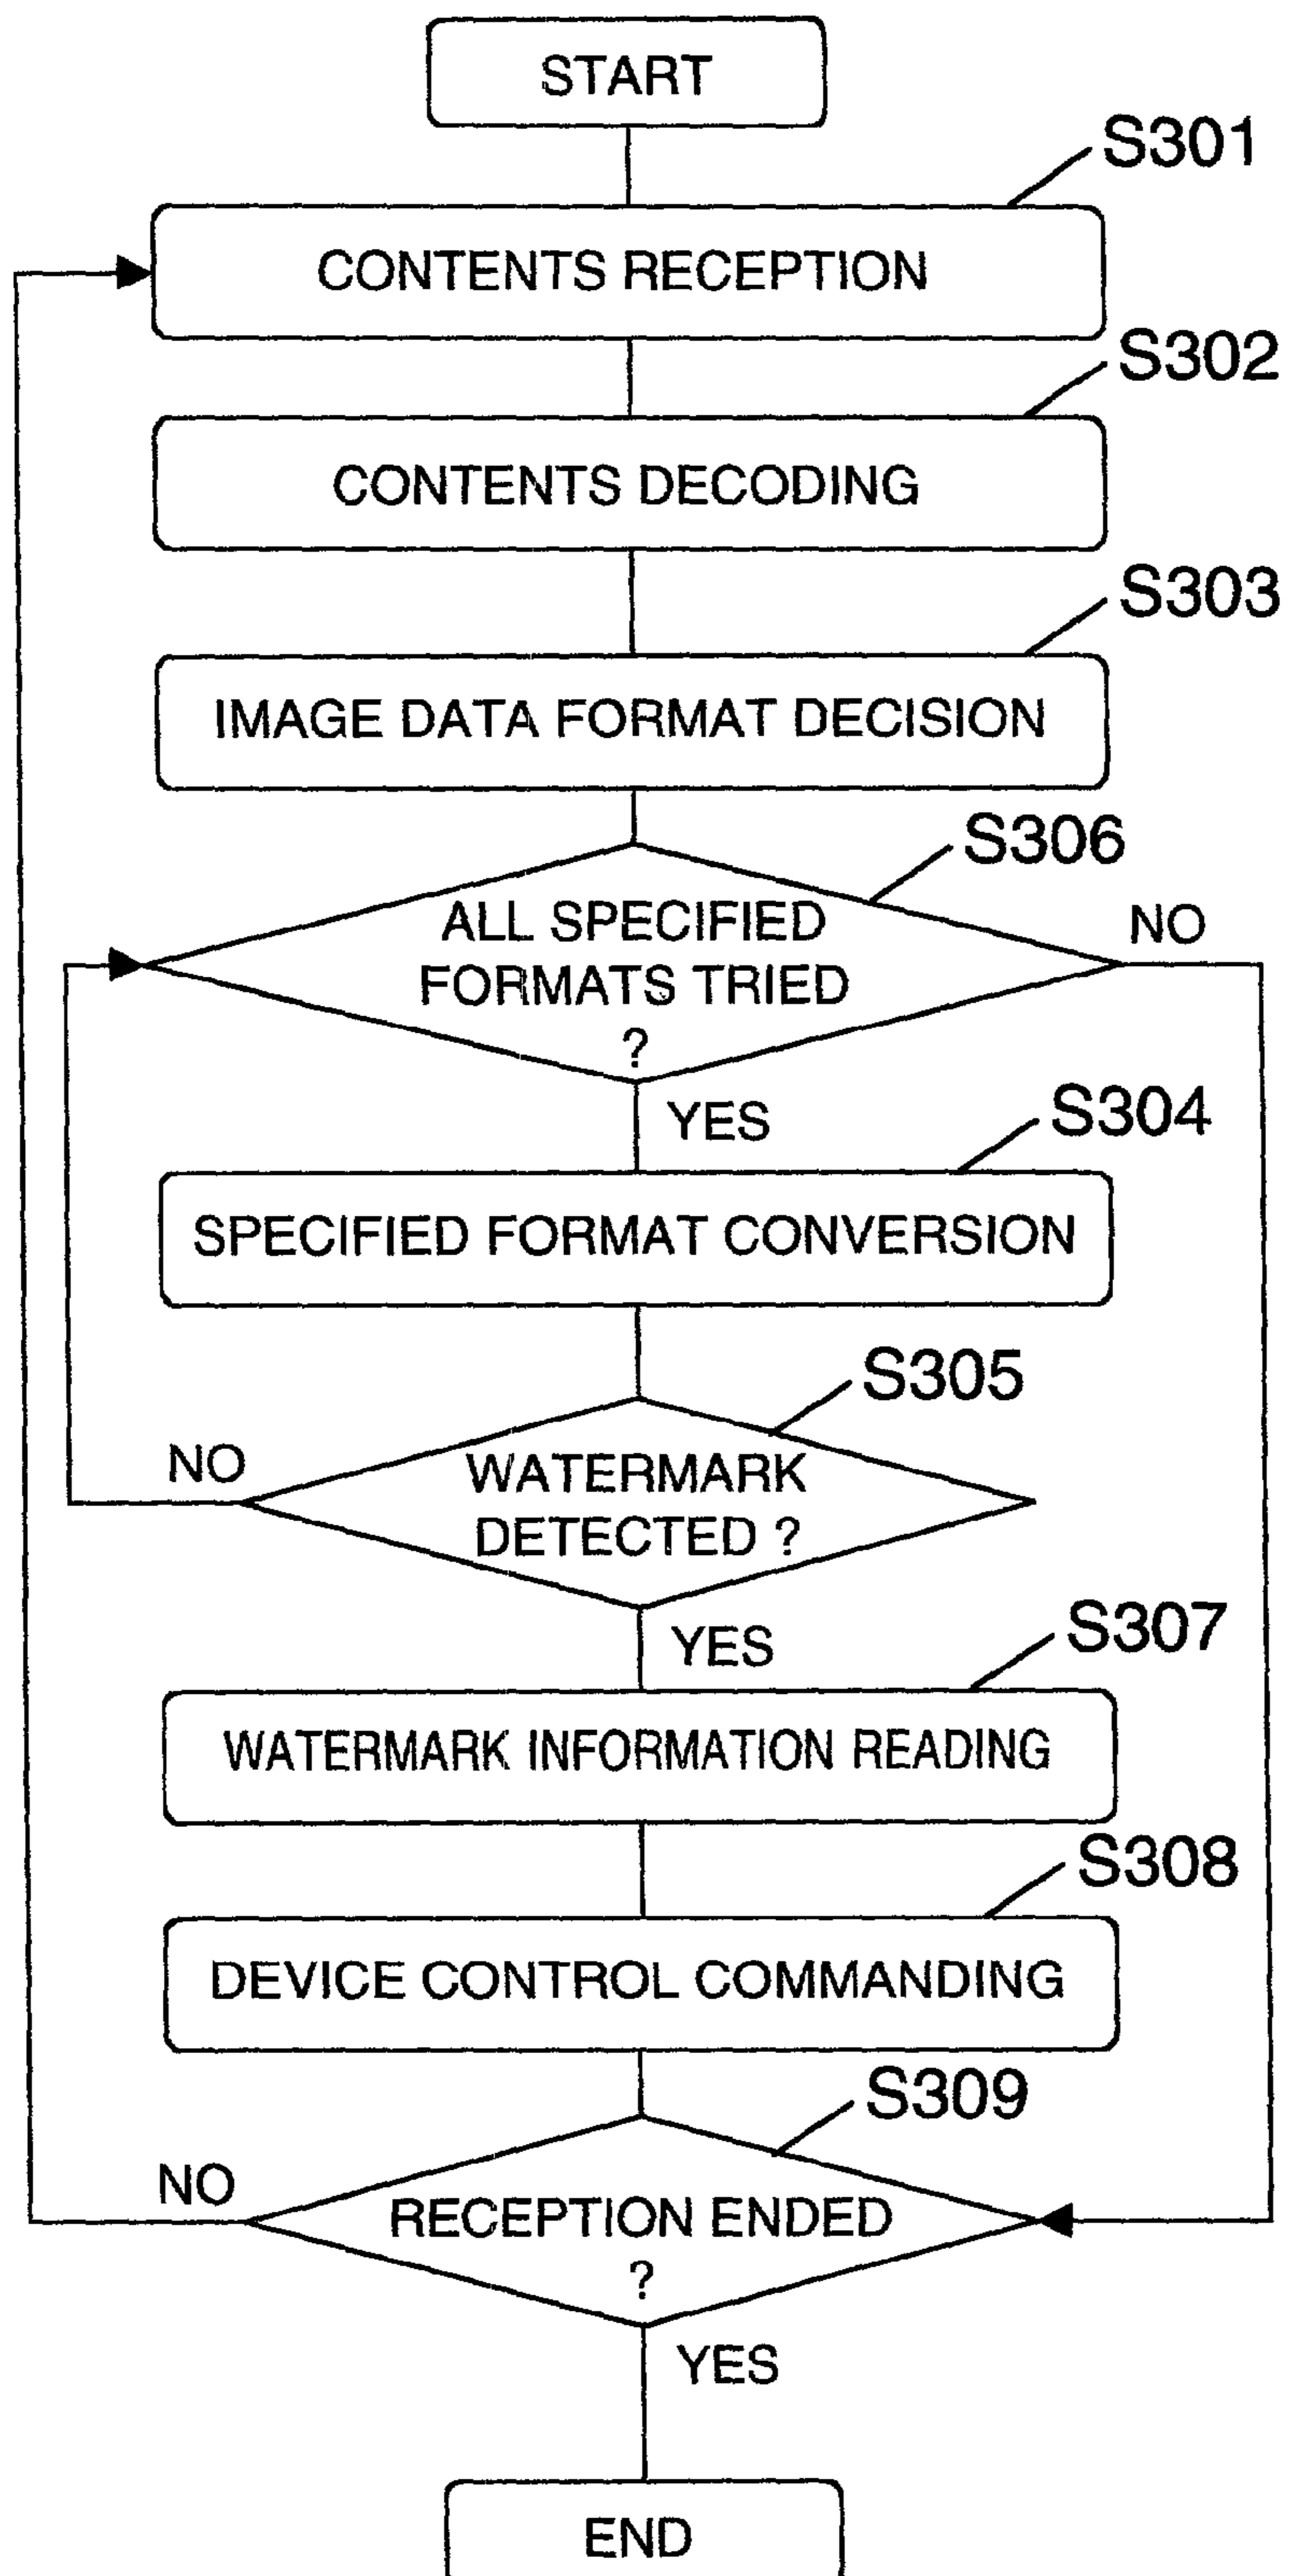 START
S301
CONTENTS RECEPTION
S302
CONTENTS DECODING
S303
IMAGE DATA FORMAT DECISION
S306
ALL SPECIFIED
FORMATS TRIED
?
NO
YES
S304
SPECIFIED FORMAT CONVERSION
S305
NO
WATERMARK
DETECTED ?
YES
S307
WATERMARK INFORMATION READING
S308
DEVICE CONTROL COMMANDING
S309
NO
RECEPTION ENDED
?
YES
END